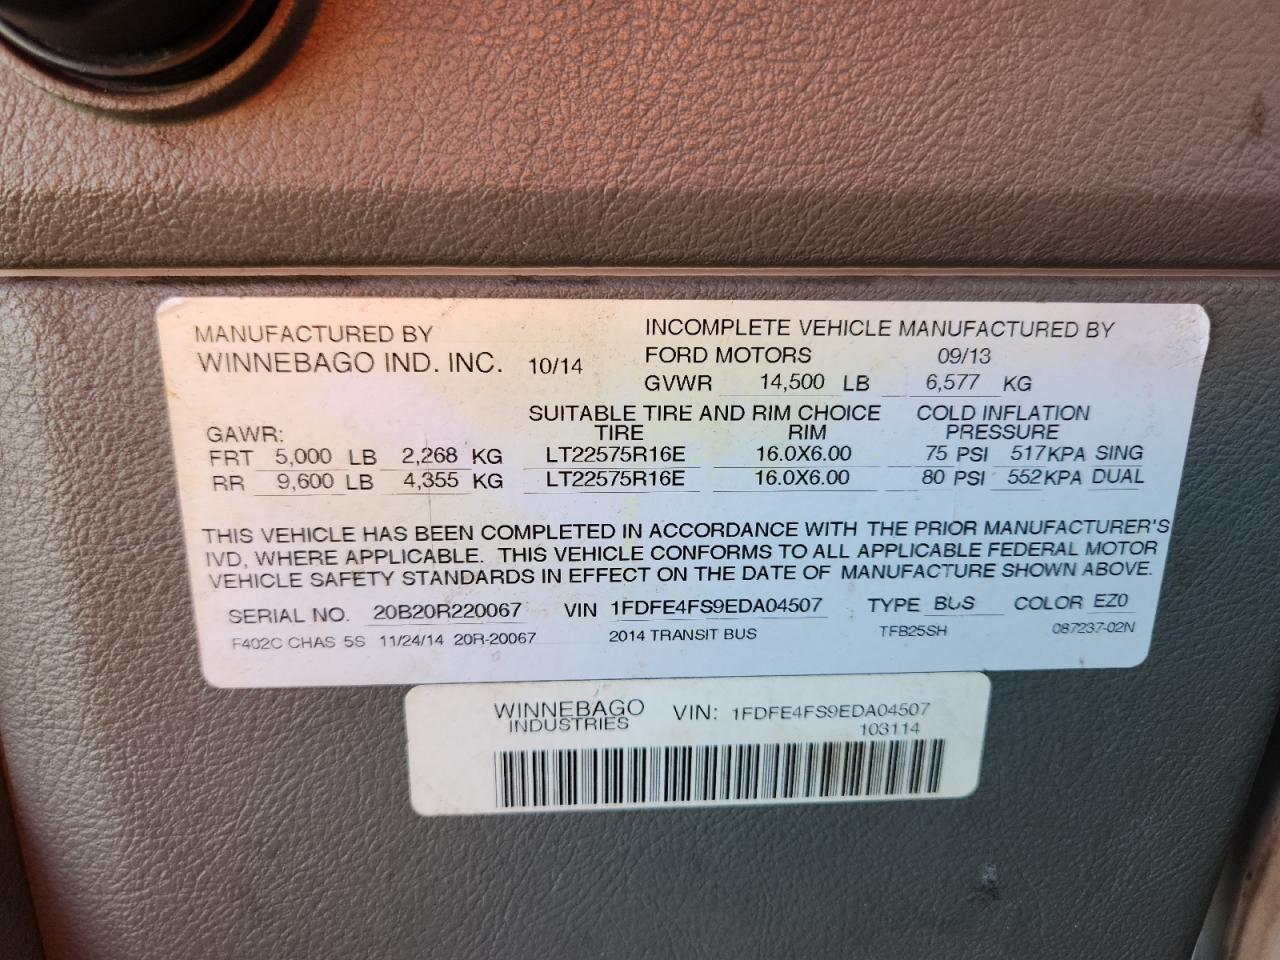 MANUFACTURED BY
WINNEBAGO IND. INC. 10/14
INCOMPLETE VEHICLE MANUFACTURED BY
FORD MOTORS 09/13
GVWR 14,500 LB 6,577 KG
SUITABLE TIRE AND RIM CHOICE COLD INFLATION
GAWR: TIRE RIM PRESSURE
FRT 5,000 LB 2,268 KG LT22575R16E 16.0X6.00 75 PSI 517KPA SING
RR 9,600 LB 4,355 KG LT22575R16E 16.0X6.00 80 PSI 552KPA DUAL
THIS VEHICLE HAS BEEN COMPLETED IN ACCORDANCE WITH THE PRIOR MANUFACTURER'S
IVD, WHERE APPLICABLE. THIS VEHICLE CONFORMS TO ALL APPLICABLE FEDERAL MOTOR
VEHICLE SAFETY STANDARDS IN EFFECT ON THE DATE OF MANUFACTURE SHOWN ABOVE.
SERIAL NO. 20B20R220067 VIN 1FDFE4FS9EDA04507 TYPE BUS COLOR EZ0
F402C CHAS 5S 11/24/14 20R-20067 2014 TRANSIT BUS TFB25SH 087237-02N
WINNEBAGO
INDUSTRIES
VIN: 1FDFE4FS9EDA04507
103114